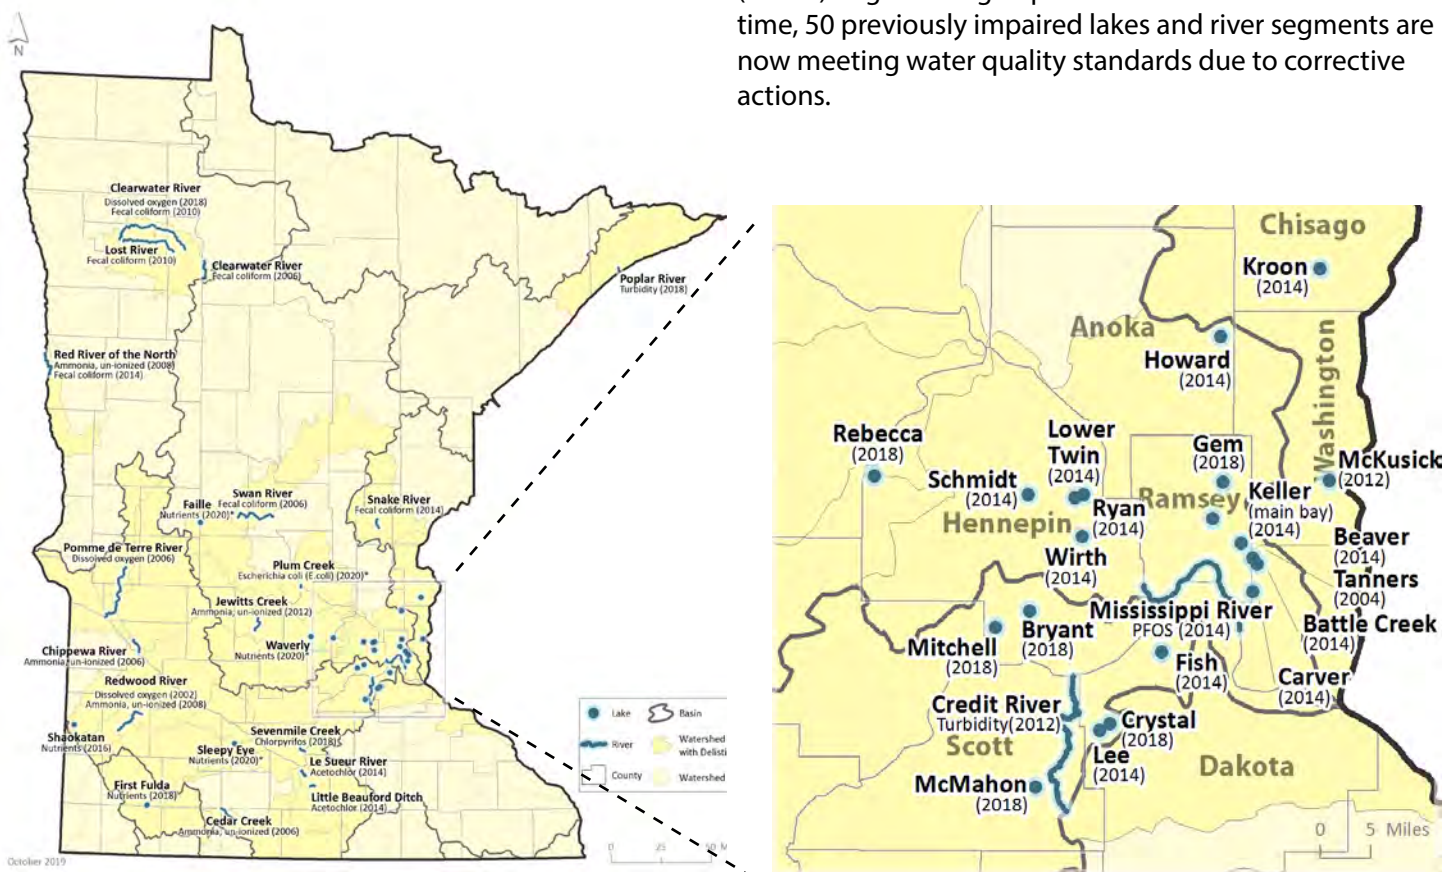 time, 50 previously impaired lakes and river segments are
now meeting water quality standards due to corrective
actions.
N
Clearwater River
Dissolved oxygen (2018)
Fecal coliform (2010)
Lost River
Fecal coliform (2010)
Clearwater River
Fecal coliform (2006)
Poplar River
Turbidity (2018)
Red River of the North
Ammonia, un-ionized (2008)
Fecal coliform (2014)
Swan River
Fecal coliform (2006)
Faille
Nutrients (2020)*
Snake River
Fecal coliform (2014)
Pomme de Terre River
Dissolved oxygen (2006)
Plum Creek
Escherichia coli (E.coli) (2020)*
Jewitts Creek
Ammonia, un-ionized (2012)
Waverly
Nutrients (2020)*
Chippewa River
Ammonia, un-ionized (2006)
Redwood River
Dissolved oxygen (2002)
Ammonia, un-ionized (2008)
Shaokatan
Nutrients (2016)
Sevenmile Creek
Chlorpyrifos (2018)
Sleepy Eye
Nutrients (2020)*
Le Sueur River
Acetochlor (2014)
First Fulda
Nutrients (2018)
Little Beauford Ditch
Acetochlor (2014)
Cedar Creek
Ammonia, un-ionized (2006)
October 2019
Lake
Basin
River
Watershed
with Delisti
County
Watershed
0 25 50 M
Chisago
Kroon
(2014)
Anoka
Howard
(2014)
Washington
Rebecca
(2018)
Lower
Twin
(2014)
Gem
(2018)
McKusick
(2012)
Schmidt
(2014)
Ramsey
Keller
(main bay)
(2014)
Hennepin
Ryan
(2014)
Beaver
(2014)
Wirth
(2014)
Tanners
(2004)
Mississippi River
PFOS (2014)
Battle Creek
(2014)
Bryant
(2018)
Mitchell
(2018)
Fish
(2014)
Carver
(2014)
Credit River
Turbidity(2012)
Crystal
(2018)
Scott
Lee
(2014)
Dakota
McMahon
(2018)
0 5 Miles